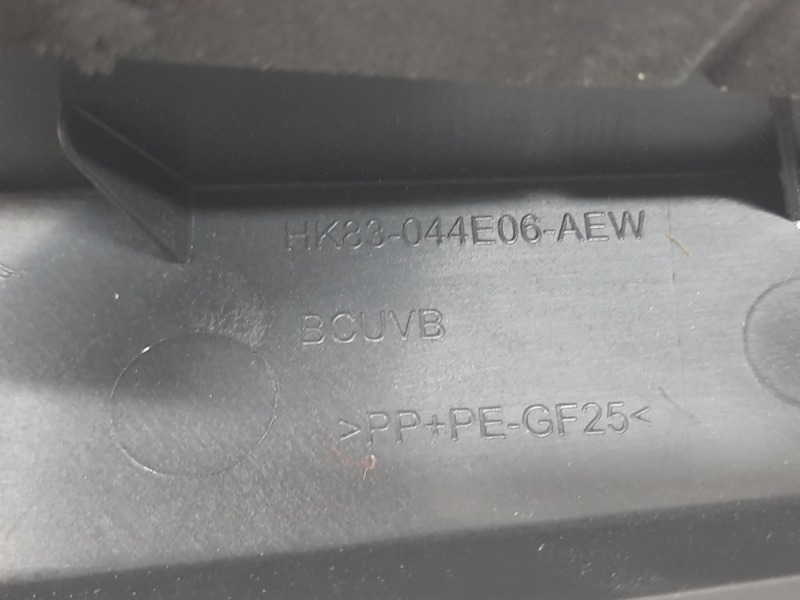 HK83-044E06-AEW
BCUVB
>PP+PE-GF25<